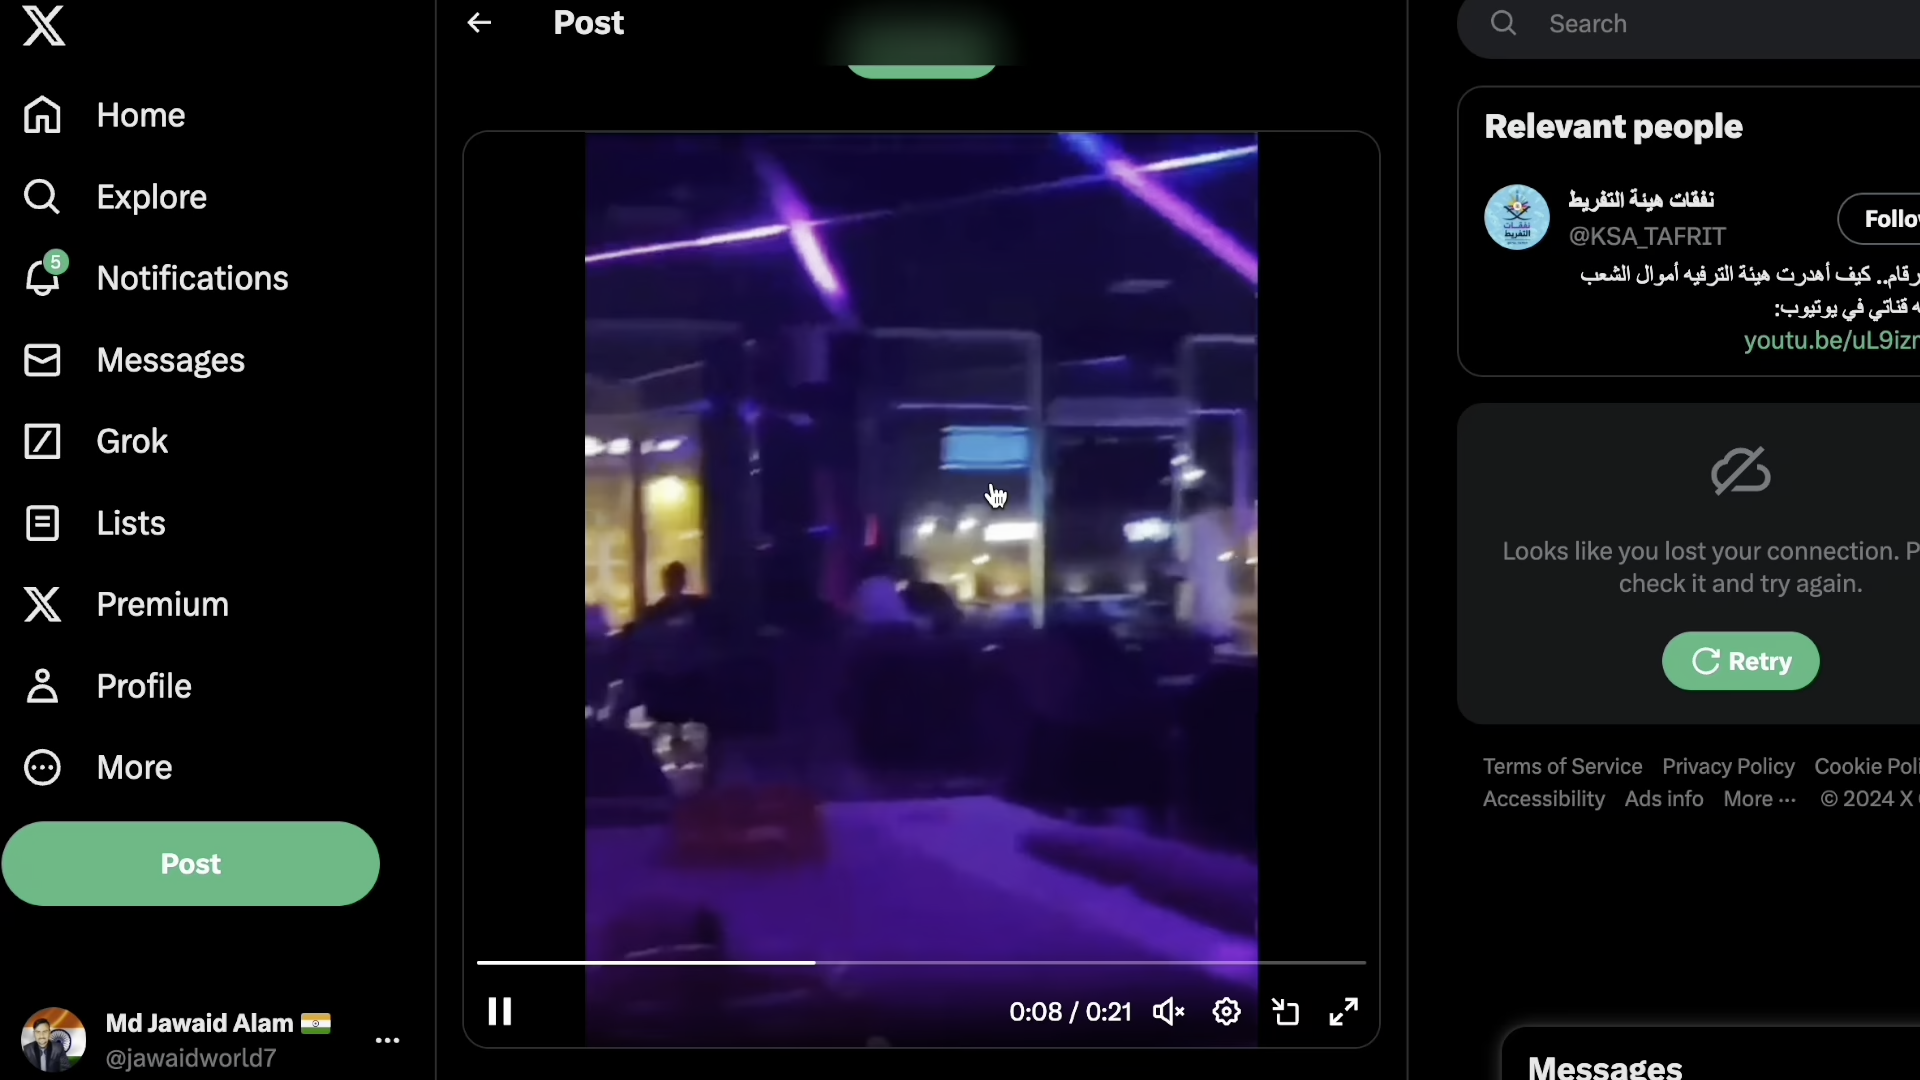 Home
Explore
5
Notifications
Messages
Grok
Lists
Premium
Profile
More
Post
Md Jawaid Alam
@jawaidworld7
Post
0:08 / 0:21
Search
Relevant people
نفقات هيئة التفريط
@KSA_TAFRIT
Follo
رقام.. كيف أهدرت هيئة الترفيه أموال الشعب
ه قناتي في يوتيوب:
youtu.be/uL9izr
Looks like you lost your connection. P
check it and try again.
Retry
Terms of Service Privacy Policy Cookie Poli
Accessibility Ads info More ··· © 2024 X
Messages